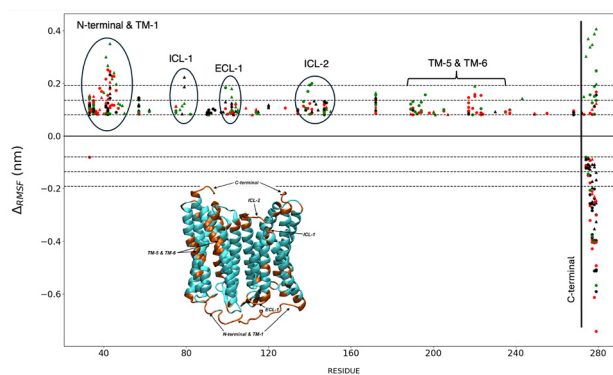 N-terminal & TM-1
ICL-1
ECL-1
ICL-2
TM-5 & TM-6
0.4
0.2
0.0
−0.2
−0.4
−0.6
ΔRMSF (nm)
C-terminal
C-terminal
ICL-2
ICL-1
TM-5 & TM-6
ECL-1
N-terminal & TM-1
40
80
120
160
200
240
280
RESIDUE